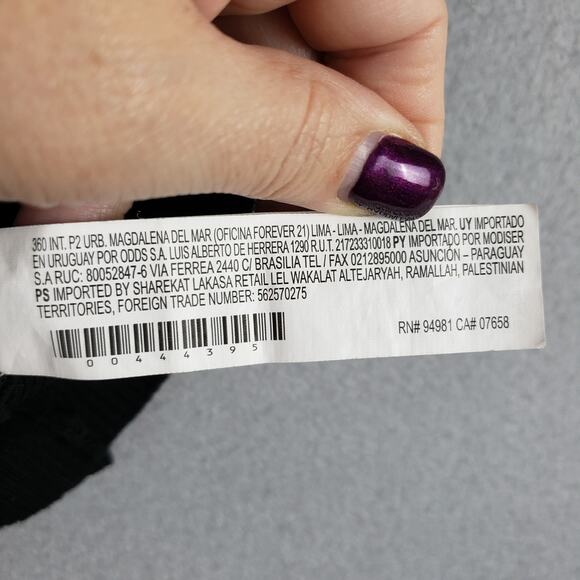 360 INT. P2 URB. MAGDALENA DEL MAR (OFICINA FOREVER 21) LIMA - LIMA - MAGDALENA DEL MAR. UY IMPORTADO
EN URUGUAY POR ODDS S.A. LUIS ALBERTO DE HERRERA 1290 R.U.T. 217233310018 PY IMPORTADO POR MODISER
S.A RUC: 80052847-6 VIA FERREA 2440 C/ BRASILIA TEL / FAX 0212895000 ASUNCIÓN – PARAGUAY
PS IMPORTED BY SHAREKAT LAKASA RETAIL LEL WAKALAT ALTEJARYAH, RAMALLAH, PALESTINIAN
TERRITORIES, FOREIGN TRADE NUMBER: 562570275
RN# 94981 CA# 07658
00444395